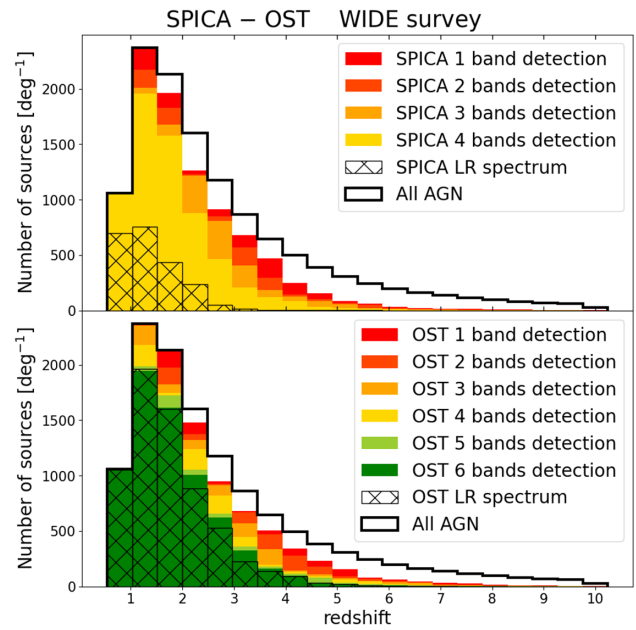 SPICA − OST WIDE survey
Number of sources [deg⁻¹]
2000
1500
1000
500
0
SPICA 1 band detection
SPICA 2 bands detection
SPICA 3 bands detection
SPICA 4 bands detection
SPICA LR spectrum
All AGN
Number of sources [deg⁻¹]
2000
1500
1000
500
0
OST 1 band detection
OST 2 bands detection
OST 3 bands detection
OST 4 bands detection
OST 5 bands detection
OST 6 bands detection
OST LR spectrum
All AGN
1 2 3 4 5 6 7 8 9 10
redshift